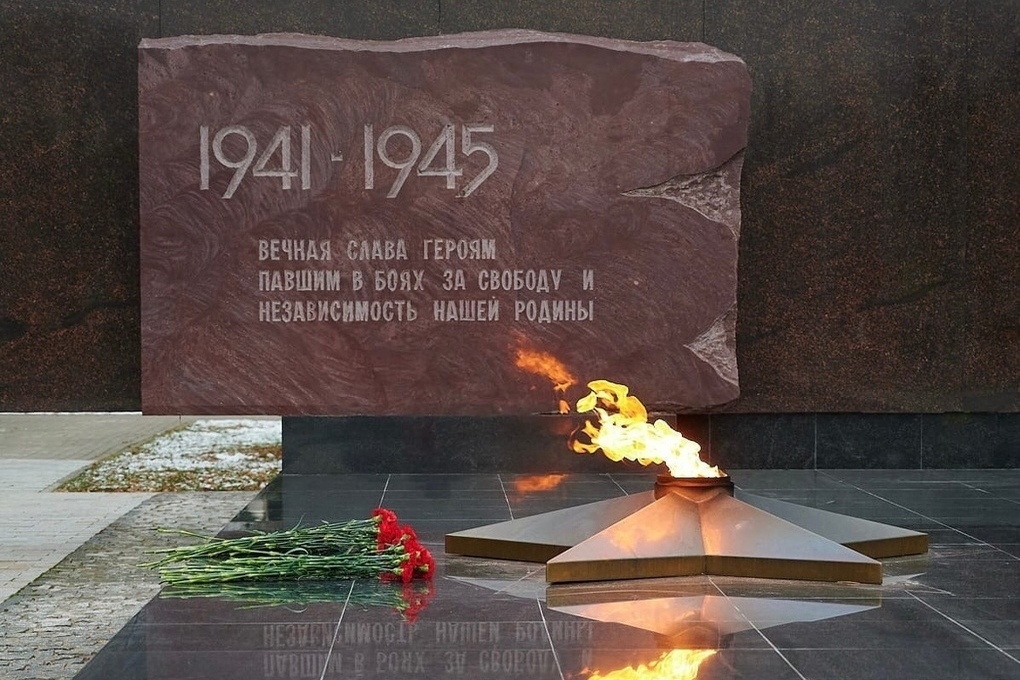 1941 - 1945
ВЕЧНАЯ СЛАВА ГЕРОЯМ
ПАВШИМ В БОЯХ ЗА СВОБОДУ И
НЕЗАВИСИМОСТЬ НАШЕЙ РОДИНЫ